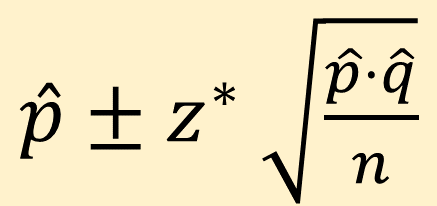 p̂ ± z* √(p̂·q̂ / n)